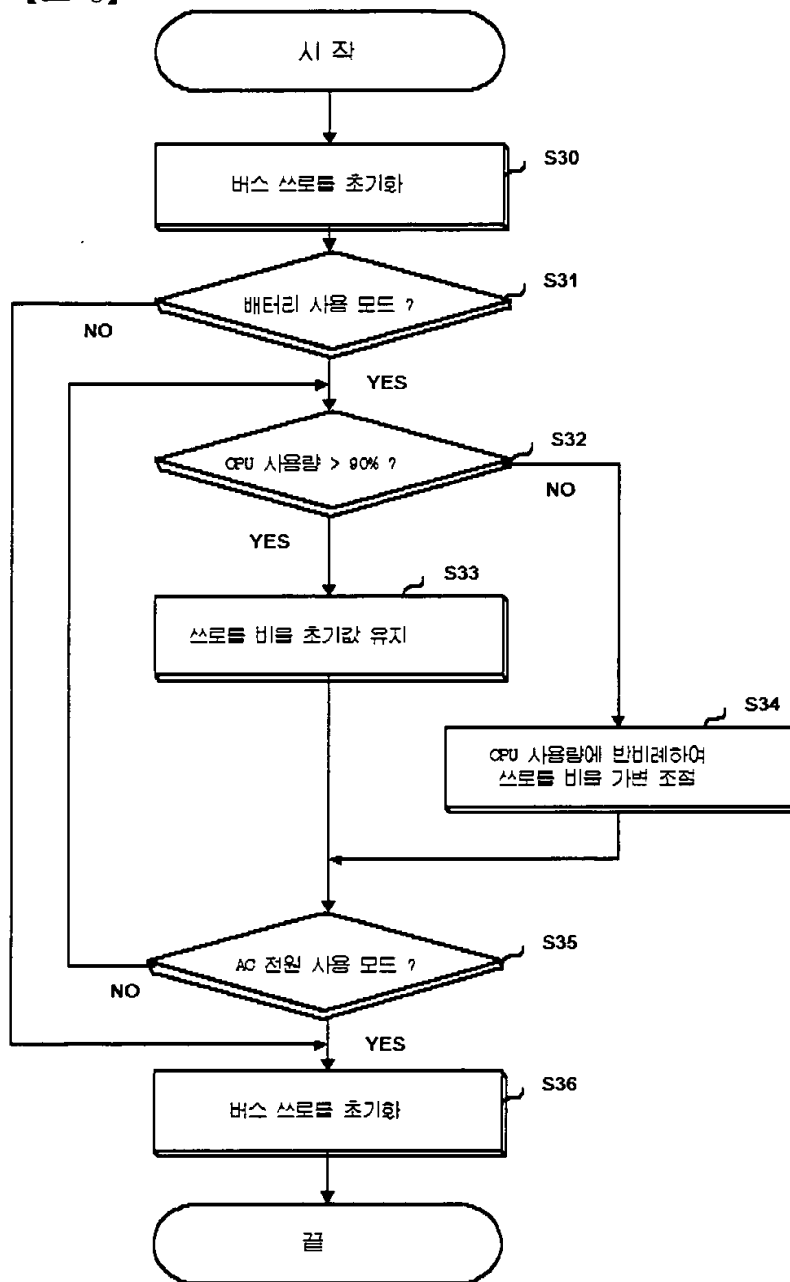 시 작
S30
버스 쓰로틀 초기화
S31
배터리 사용 모드 ?
NO
YES
S32
CPU 사용량 > 90% ?
NO
YES
S33
쓰로틀 비율 초기값 유지
S34
CPU 사용량에 반비례하여
쓰로틀 비율 가변 조절
S35
AC 전원 사용 모드 ?
NO
YES
S36
버스 쓰로틀 초기화
끝